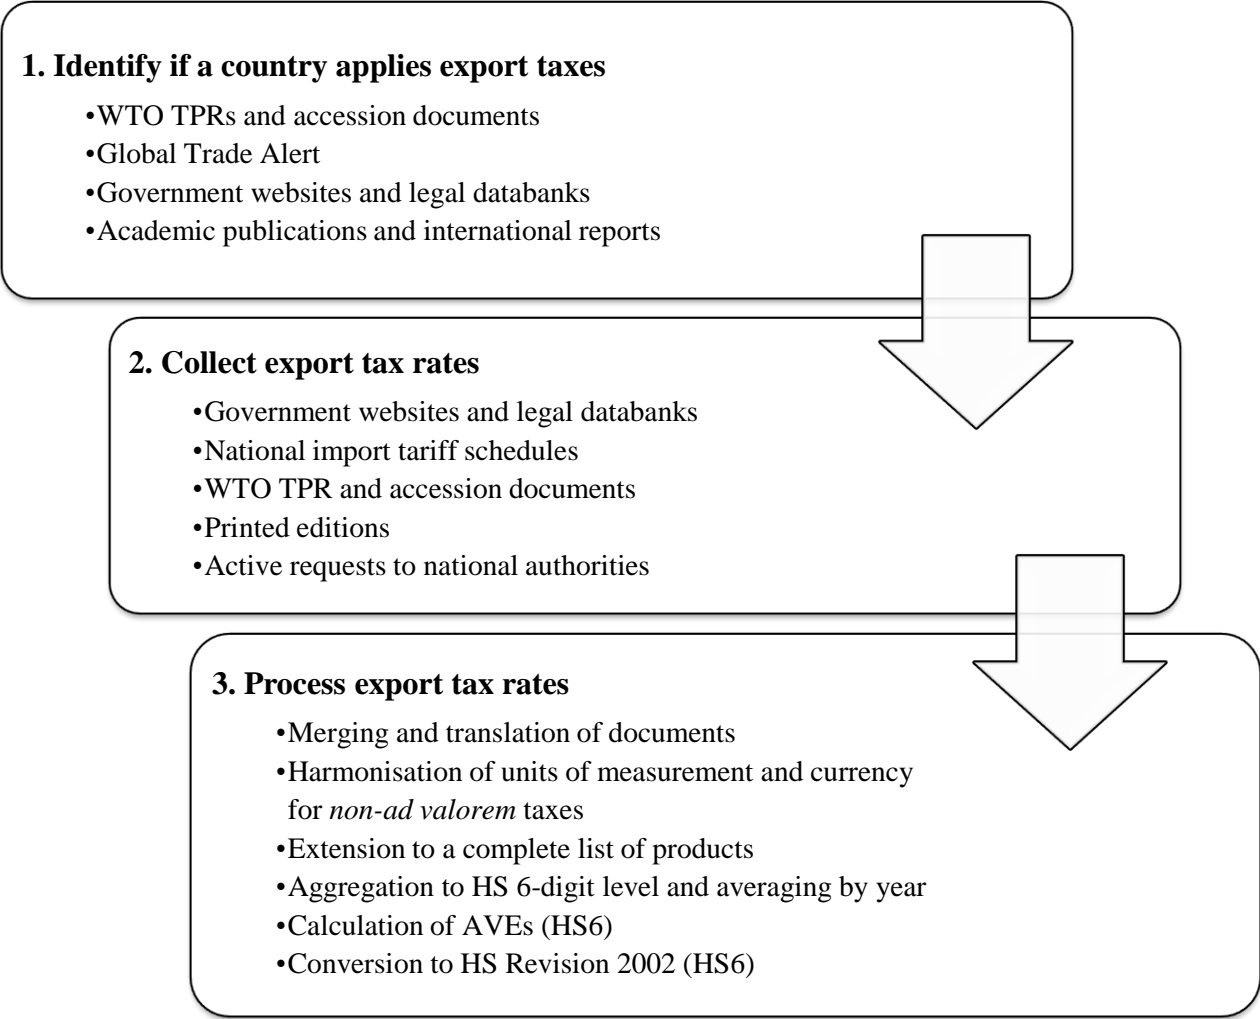 1. Identify if a country applies export taxes
•WTO TPRs and accession documents
•Global Trade Alert
•Government websites and legal databanks
•Academic publications and international reports
2. Collect export tax rates
•Government websites and legal databanks
•National import tariff schedules
•WTO TPR and accession documents
•Printed editions
•Active requests to national authorities
3. Process export tax rates
•Merging and translation of documents
•Harmonisation of units of measurement and currency
for non-ad valorem taxes
•Extension to a complete list of products
•Aggregation to HS 6-digit level and averaging by year
•Calculation of AVEs (HS6)
•Conversion to HS Revision 2002 (HS6)